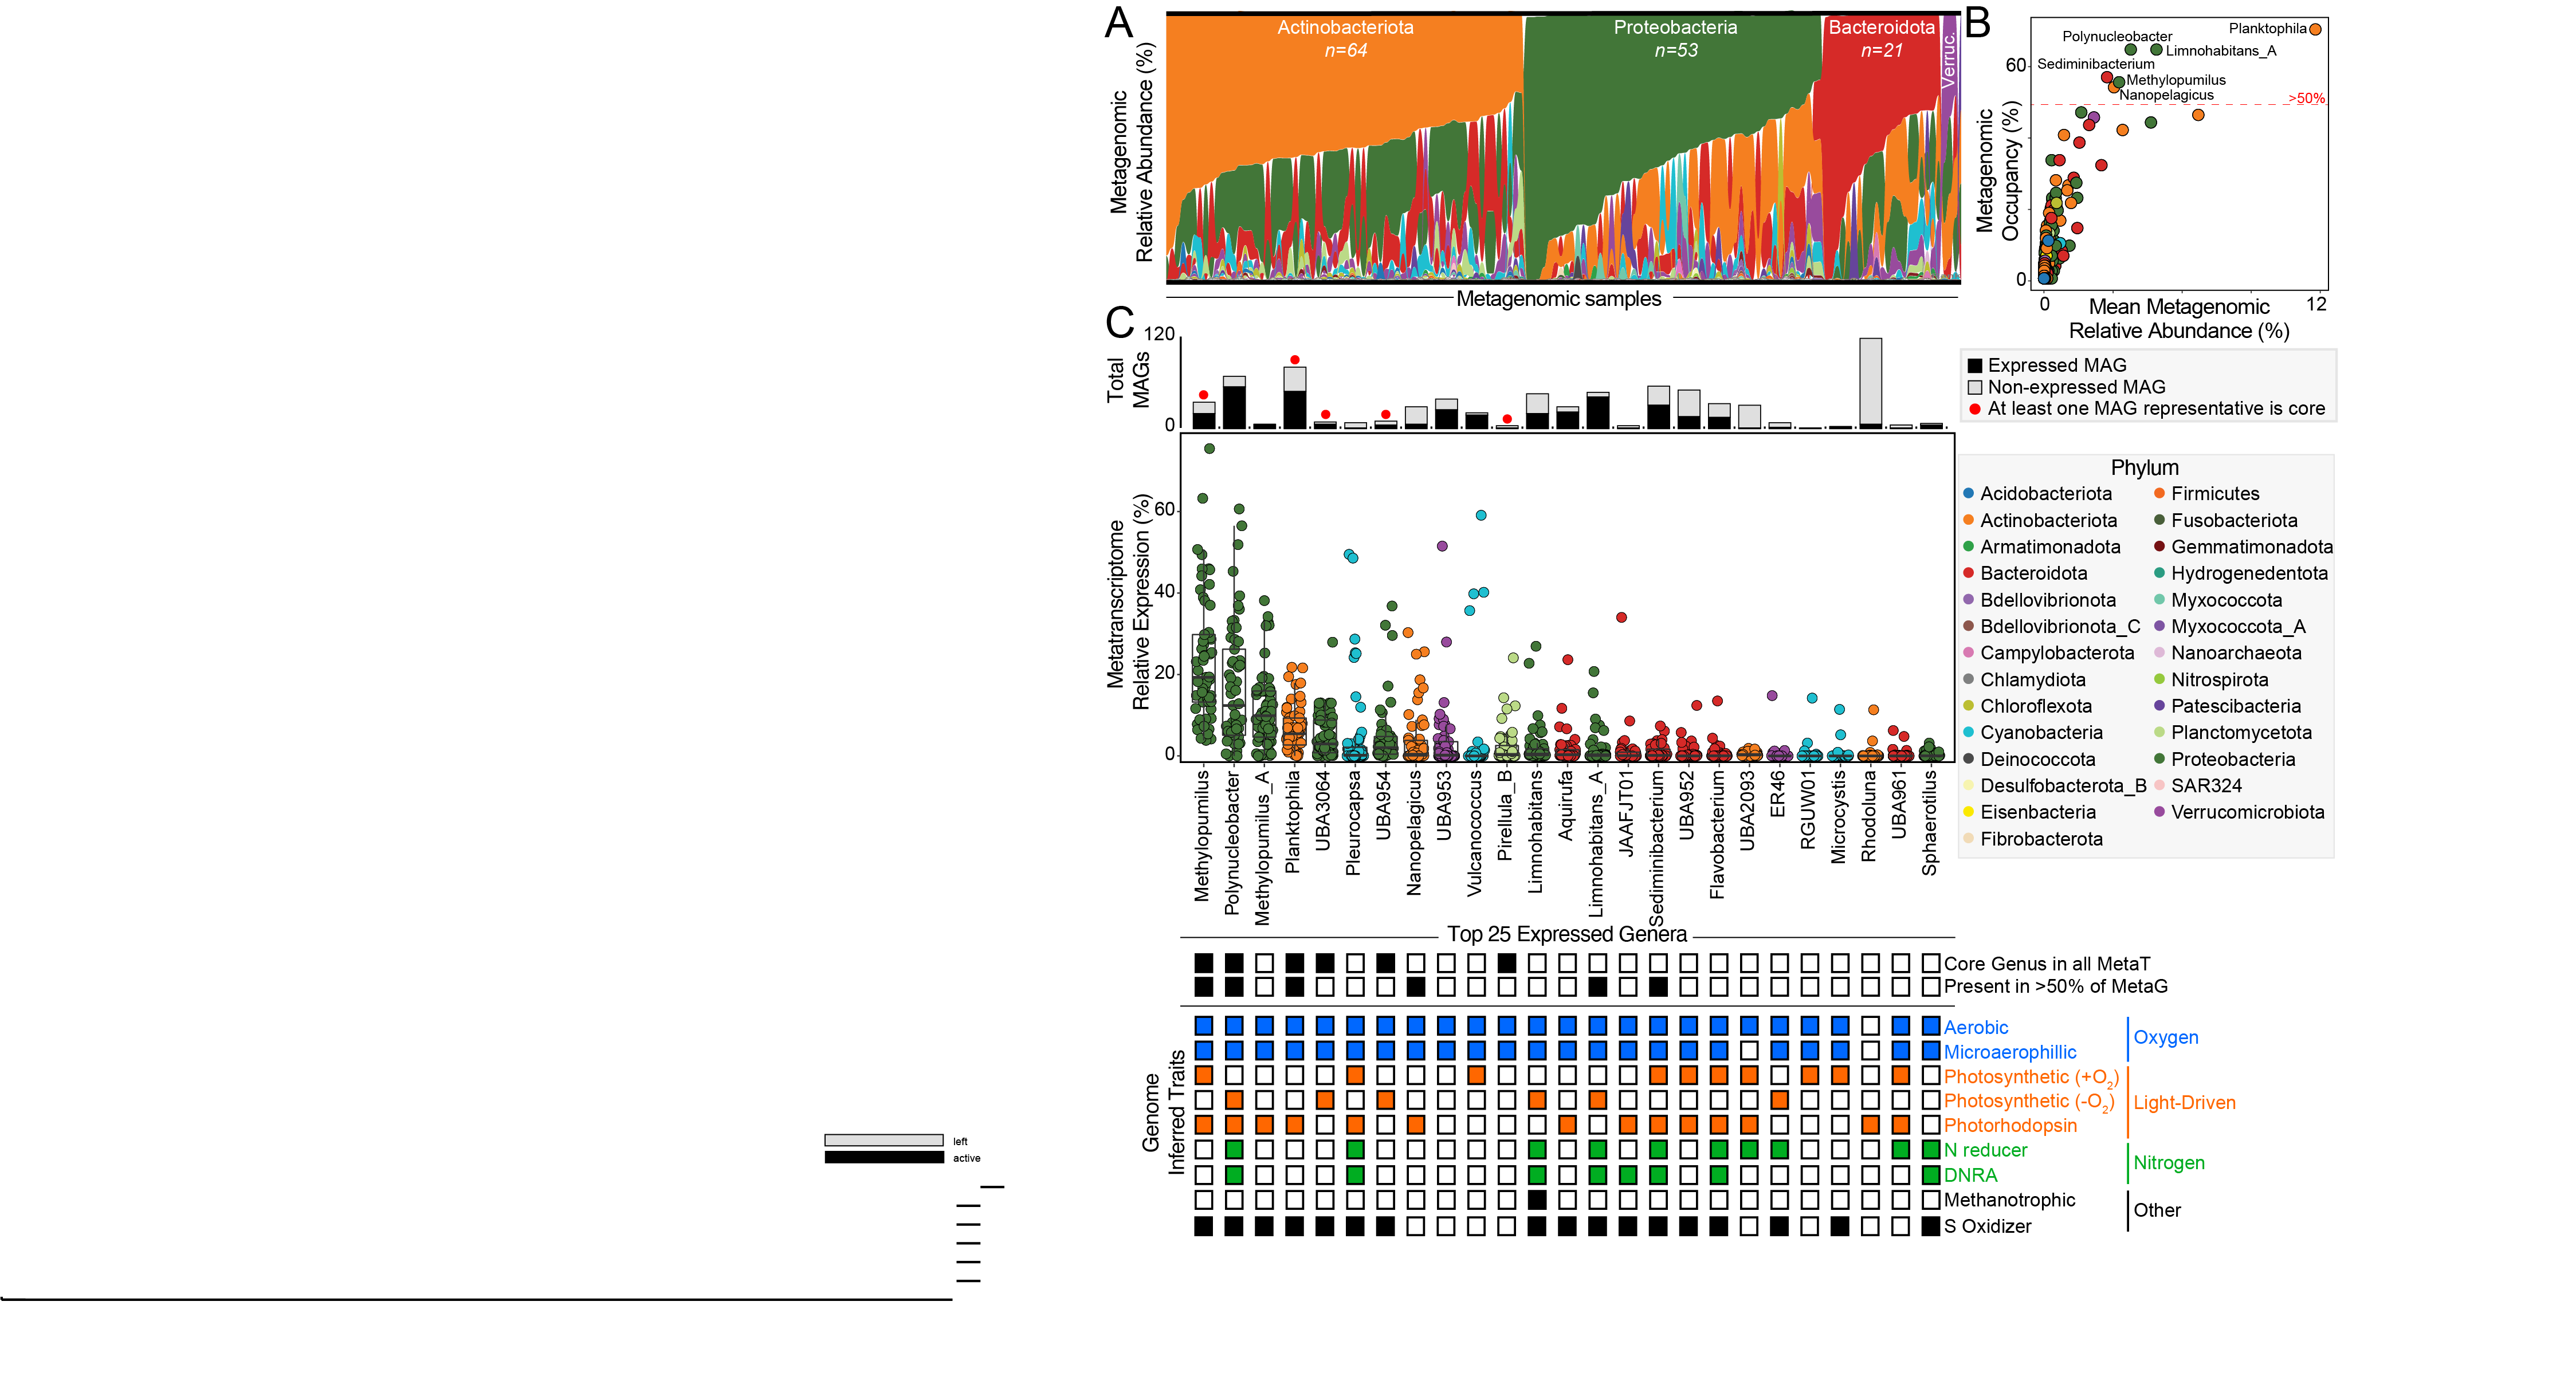 A
Metagenomic
Relative Abundance (%)
Actinobacteriota
n=64
Proteobacteria
n=53
Bacteroidota
n=21
Verruc.
Metagenomic samples
B
Metagenomic
Occupancy (%)
60
0
Planktophila
Polynucleobacter
Limnohabitans_A
Sediminibacterium
Methylopumilus
Nanopelagicus
>50%
0
12
Mean Metagenomic
Relative Abundance (%)
C
Total
MAGs
120
0
Expressed MAG
Non-expressed MAG
At least one MAG representative is core
Metatranscriptome
Relative Expression (%)
60
40
20
0
Methylopumilus
Polynucleobacter
Methylopumilus_A
Planktophila
UBA3064
Pleurocapsa
UBA954
Nanopelagicus
UBA953
Vulcanococcus
Pirellula_B
Limnohabitans
Aquirufa
Limnohabitans_A
JAAFJT01
Sediminibacterium
UBA952
Flavobacterium
UBA2093
ER46
RGUW01
Microcystis
Rhodoluna
UBA961
Sphaerotilus
Top 25 Expressed Genera
Phylum
Acidobacteriota
Actinobacteriota
Armatimonadota
Bacteroidota
Bdellovibrionota
Bdellovibrionota_C
Campylobacterota
Chlamydiota
Chloroflexota
Cyanobacteria
Deinococcota
Desulfobacterota_B
Eisenbacteria
Fibrobacterota
Firmicutes
Fusobacteriota
Gemmatimonadota
Hydrogenedentota
Myxococcota
Myxococcota_A
Nanoarchaeota
Nitrospirota
Patescibacteria
Planctomycetota
Proteobacteria
SAR324
Verrucomicrobiota
Core Genus in all MetaT
Present in >50% of MetaG
Genome
Inferred Traits
Aerobic
Microaerophillic
Oxygen
Photosynthetic (+O2)
Photosynthetic (-O2)
Photorhodopsin
Light-Driven
N reducer
DNRA
Nitrogen
Methanotrophic
S Oxidizer
Other
left
active